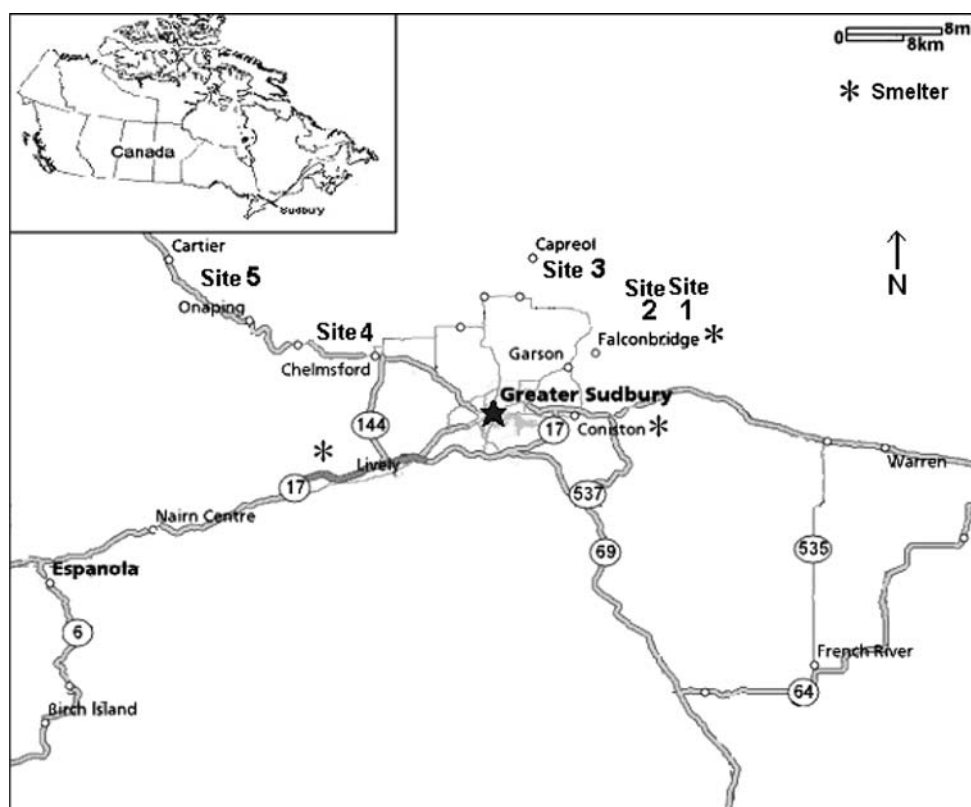 Canada
Sudbury
0
8m
8km
Smelter
N
Cartier
Site 5
Onaping
Capreol
Site 3
Site
2
Site
1
Site 4
Chelmsford
Falconbridge
Garson
Greater Sudbury
144
17
Coniston
Lively
17
Nairn Centre
537
Warren
Espanola
69
535
6
French River
64
Birch Island